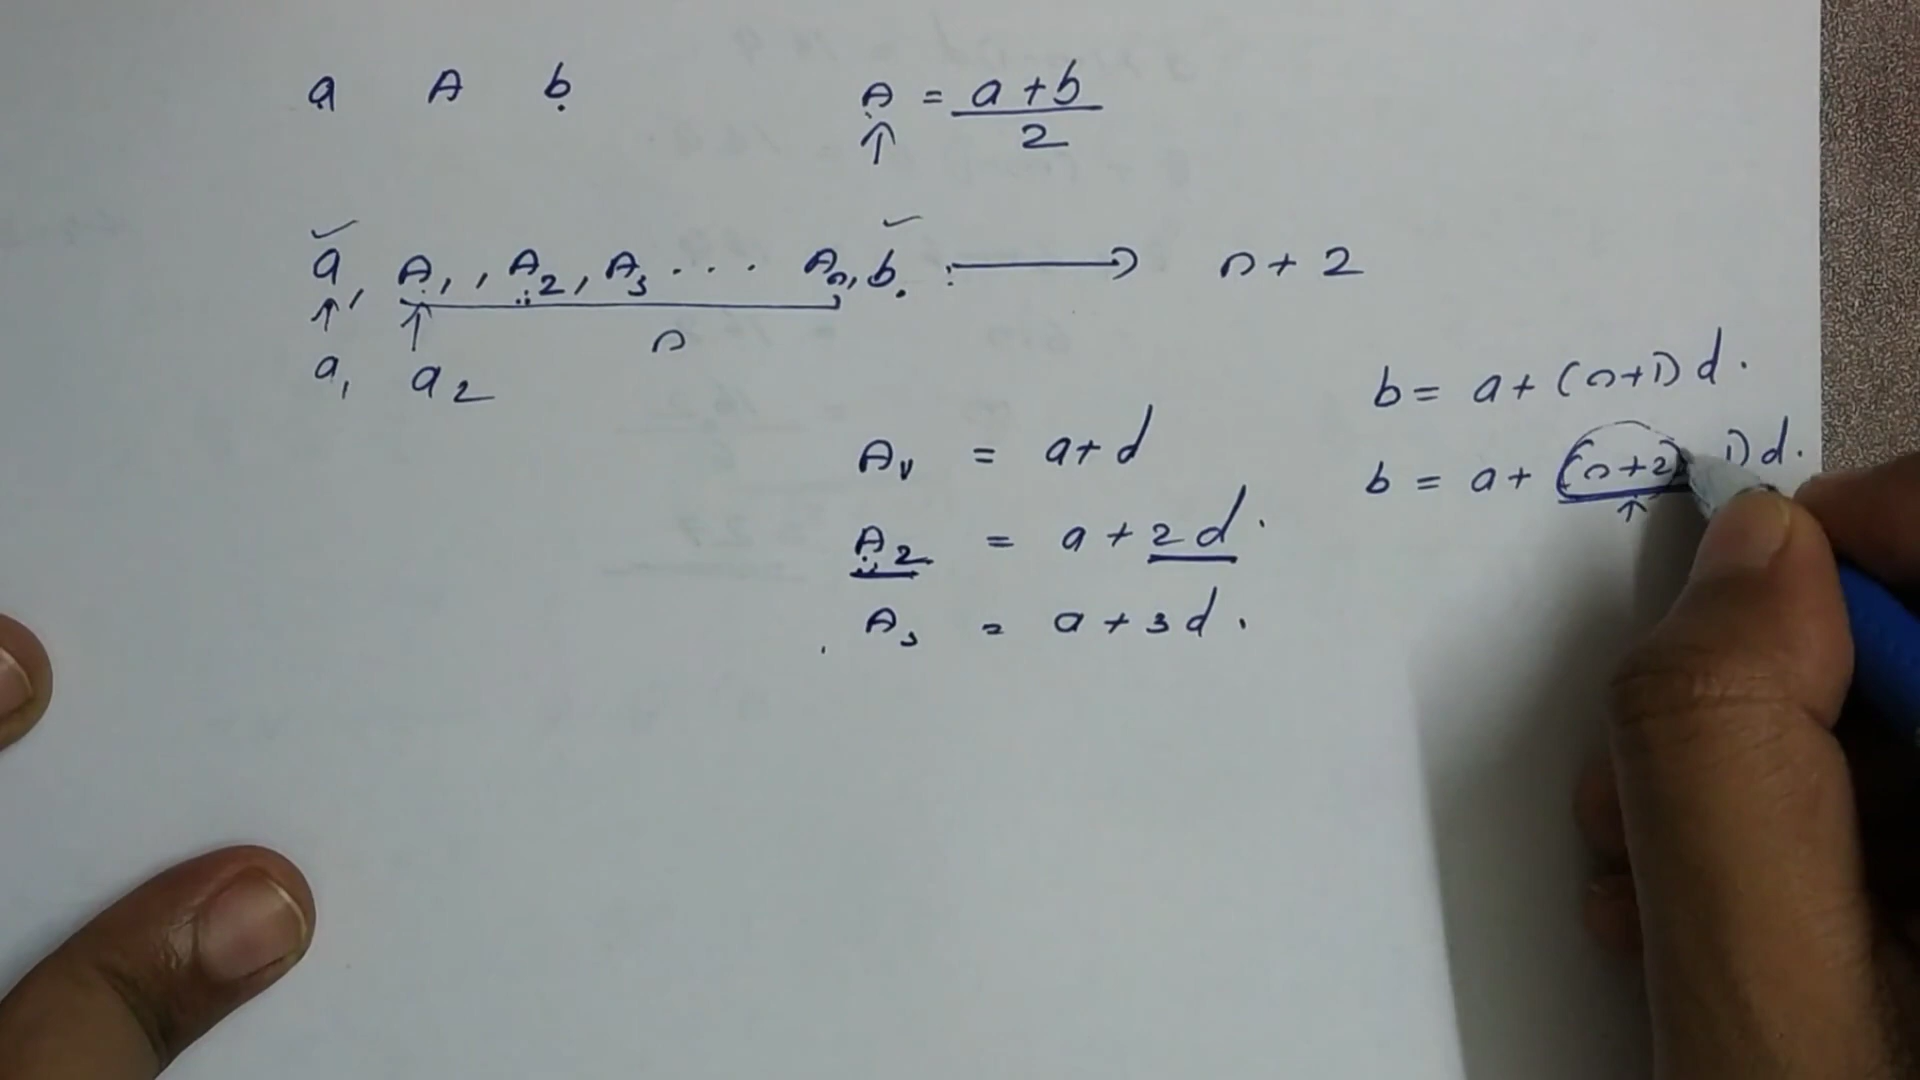 a A b A = a + b
2
a, A1, A2, A3 . . . An, b. : → n + 2
n
a1 a2
b = a + (n+1) d.
A1 = a + d
b = a + (n+2) 1) d.
A2 = a + 2d.
A3 = a + 3d.